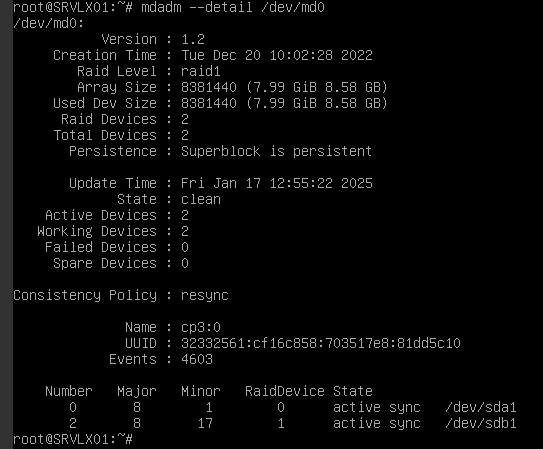 root@SRVLX01:~# mdadm --detail /dev/md0
/dev/md0:
Version : 1.2
Creation Time : Tue Dec 20 10:02:28 2022
Raid Level : raid1
Array Size : 8381440 (7.99 GiB 8.58 GB)
Used Dev Size : 8381440 (7.99 GiB 8.58 GB)
Raid Devices : 2
Total Devices : 2
Persistence : Superblock is persistent
Update Time : Fri Jan 17 12:55:22 2025
State : clean
Active Devices : 2
Working Devices : 2
Failed Devices : 0
Spare Devices : 0
Consistency Policy : resync
Name : cp3:0
UUID : 32332561:cf16c858:703517e8:81dd5c10
Events : 4603
Number Major Minor RaidDevice State
0 8 1 0 active sync /dev/sda1
2 8 17 1 active sync /dev/sdb1
root@SRVLX01:~#